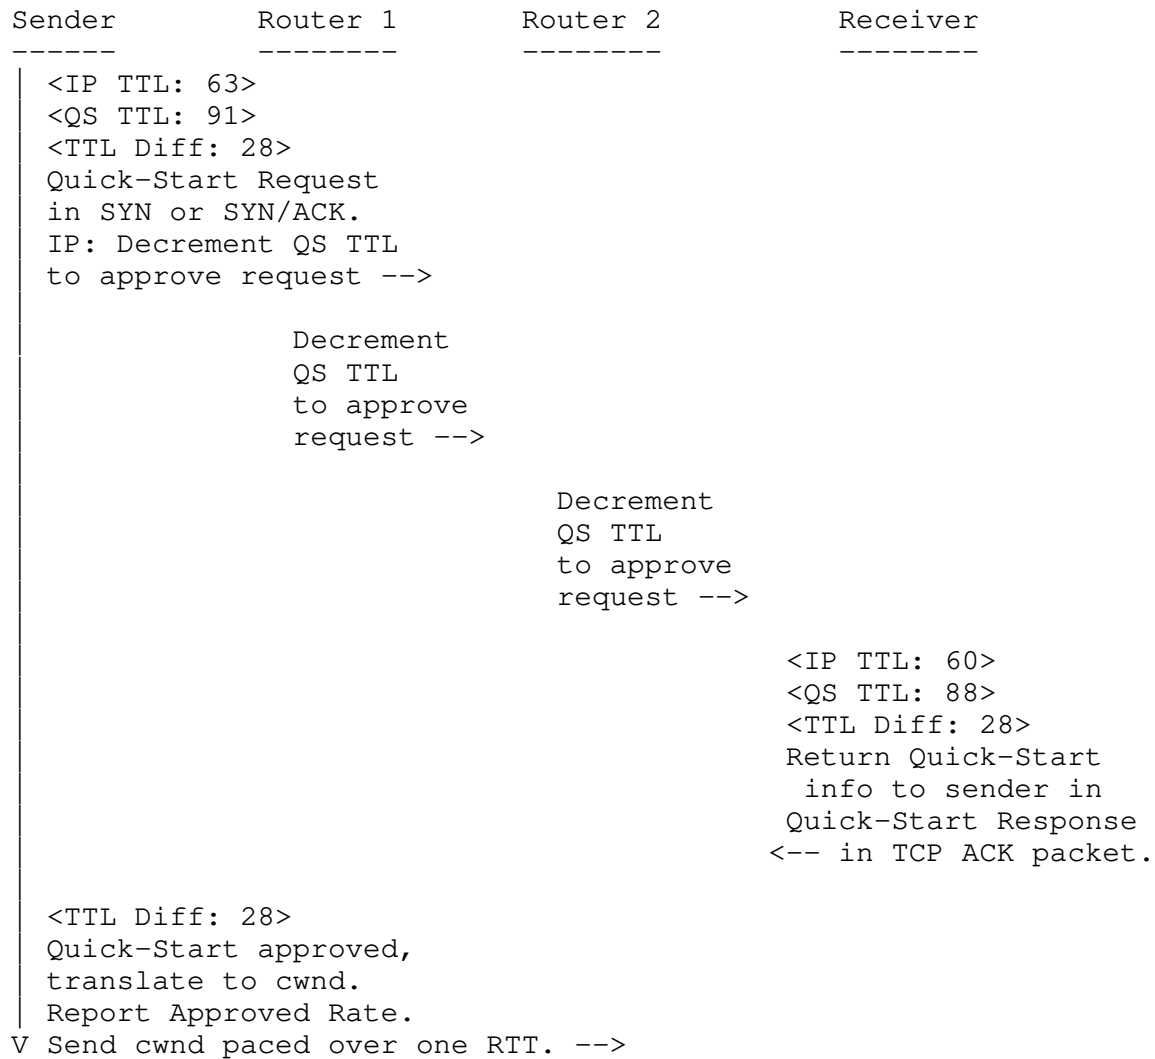 Sender Router 1 Router 2 Receiver
------ -------- -------- --------
| <IP TTL: 63>
| <QS TTL: 91>
| <TTL Diff: 28>
| Quick-Start Request
| in SYN or SYN/ACK.
| IP: Decrement QS TTL
| to approve request -->
|
| Decrement
| QS TTL
| to approve
| request -->
|
| Decrement
| QS TTL
| to approve
| request -->
|
| <IP TTL: 60>
| <QS TTL: 88>
| <TTL Diff: 28>
| Return Quick-Start
| info to sender in
| Quick-Start Response
| <-- in TCP ACK packet.
|
| <TTL Diff: 28>
| Quick-Start approved,
| translate to cwnd.
| Report Approved Rate.
V Send cwnd paced over one RTT. -->